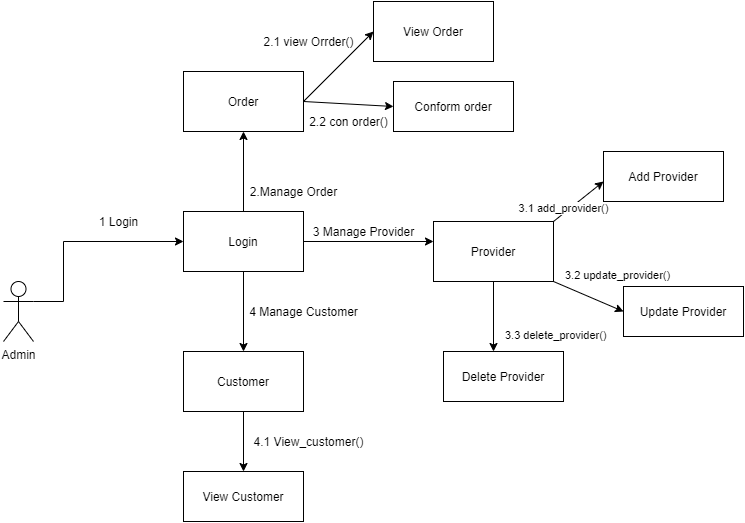 View Order
2.1 view Orrder()
Order
Conform order
2.2 con order()
Add Provider
2.Manage Order
3.1 add_provider()
1 Login
3 Manage Provider
Login
Provider
3.2 update_provider()
4 Manage Customer
Update Provider
3.3 delete_provider()
Admin
Delete Provider
Customer
4.1 View_customer()
View Customer